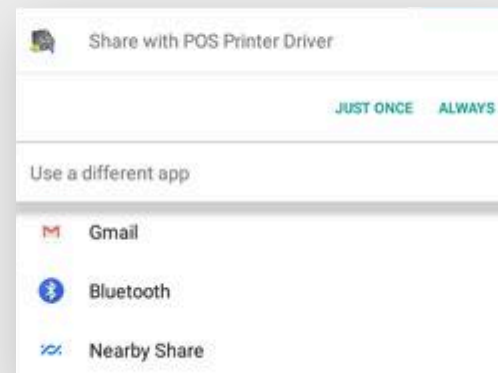 Share with POS Printer Driver
JUST ONCE ALWAYS
Use a different app
Gmail
Bluetooth
Nearby Share